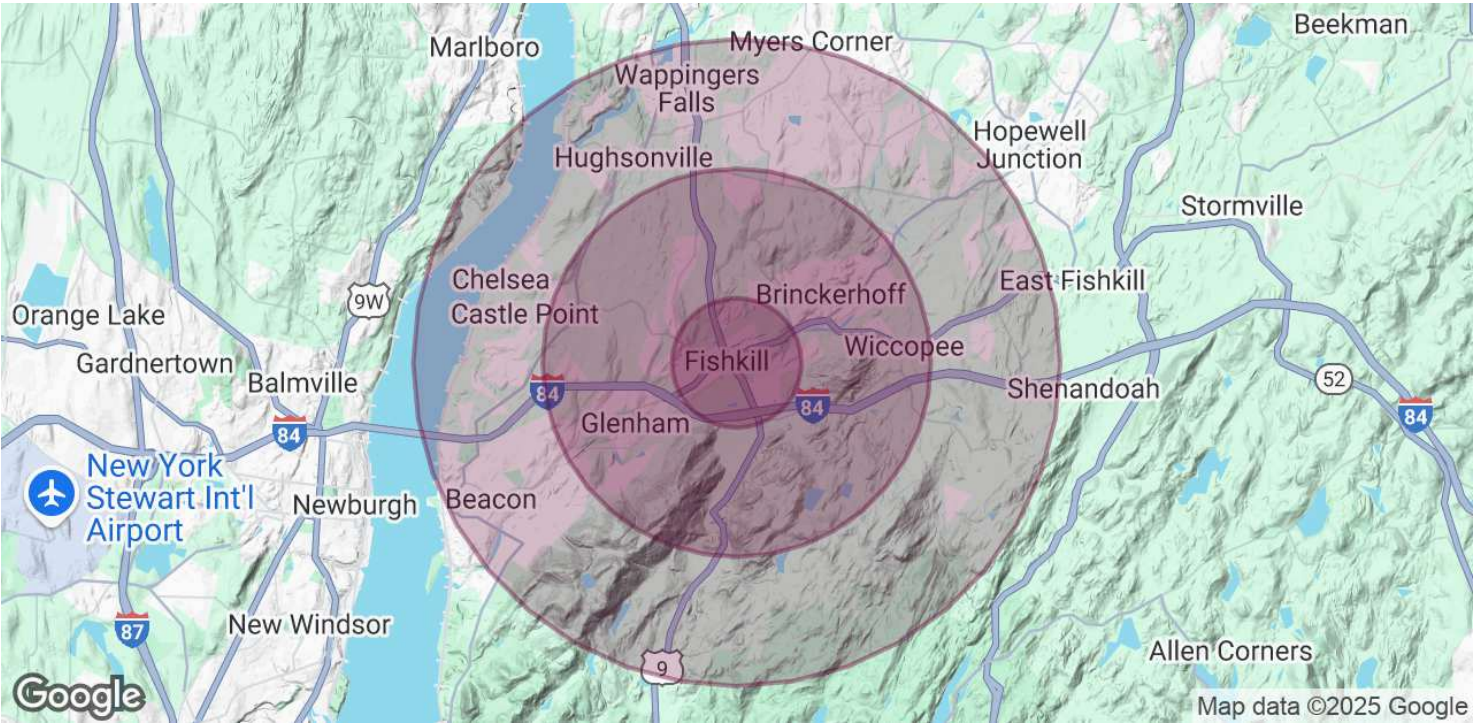 Beekman
Marlboro
Myers Corner
Wappingers
Falls
Hopewell
Junction
Hughsonville
Stormville
Chelsea
East Fishkill
Brinckerhoff
9W
Castle Point
Orange Lake
Wiccopee
Gardnertown
Fishkill
Balmville
52
Shenandoah
84
84
84
Glenham
84
New York
Stewart Int'l
Airport
Newburgh
Beacon
New Windsor
87
Allen Corners
9
Google
Map data ©2025 Google